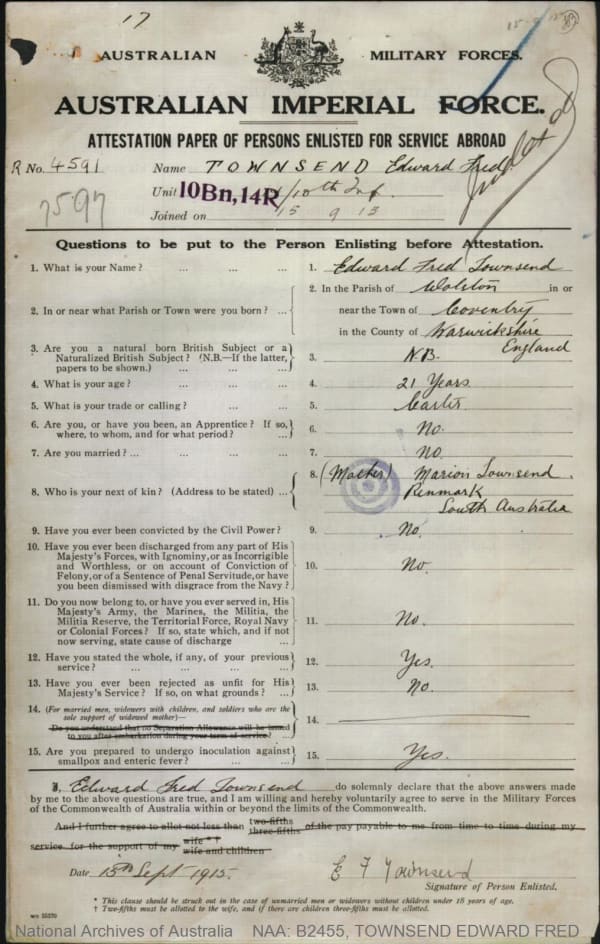 17
AUSTRALIAN MILITARY FORCES.
AUSTRALIAN IMPERIAL FORCE.
ATTESTATION PAPER OF PERSONS ENLISTED FOR SERVICE ABROAD
R No. 4591 Name TOWNSEND Edward Fred.
Unit 10Bn, 14R /10th Inf.
7597
Joined on 15 9 15
Questions to be put to the Person Enlisting before Attestation.
1. What is your Name? ... ... ... 1. Edward Fred Townsend
2. In or near what Parish or Town were you born? ... 2. In the Parish of Wolston in or
near the Town of Coventry
in the County of Warwickshire
England
3. Are you a natural born British Subject or a
Naturalized British Subject? (N.B.—If the latter,
papers to be shown.) ... ... ... 3. N.B.
4. What is your age? ... ... ... 4. 21 Years
5. What is your trade or calling? ... ... 5. Carter
6. Are you, or have you been, an Apprentice? If so,
where, to whom, and for what period? ... 6. No.
7. Are you married? ... ... ... 7. No.
8. Who is your next of kin? (Address to be stated) ... 8. (Mother) Marion Townsend.
Renmark
South Australia
9. Have you ever been convicted by the Civil Power? 9. No.
10. Have you ever been discharged from any part of His
Majesty's Forces, with Ignominy, or as Incorrigible
and Worthless, or on account of Conviction of
Felony, or of a Sentence of Penal Servitude, or have
you been dismissed with disgrace from the Navy? 10. No.
11. Do you now belong to, or have you ever served in, His
Majesty's Army, the Marines, the Militia, the
Militia Reserve, the Territorial Force, Royal Navy
or Colonial Forces? If so, state which, and if not
now serving, state cause of discharge ... 11. No.
12. Have you stated the whole, if any, of your previous
service? ... ... ... ... 12. Yes.
13. Have you ever been rejected as unfit for His
Majesty's Service? If so, on what grounds? ... 13. No.
14. (For married men, widowers with children, and soldiers who are the
sole support of widowed mother)—
Do you understand that no Separation Allowance will be issued
to you after embarkation during your term of service? 14.
15. Are you prepared to undergo inoculation against
smallpox and enteric fever? ... ... 15. Yes.
I, Edward Fred Townsend do solemnly declare that the above answers made
by me to the above questions are true, and I am willing and hereby voluntarily agree to serve in the Military Forces
of the Commonwealth of Australia within or beyond the limits of the Commonwealth.
And I further agree to allot not less than two-fifths three-fifths of the pay payable to me from time to time during my
service for the support of my wife *† wife and children
Date 15th Sept 1915. E F Townsend
Signature of Person Enlisted.
* This clause should be struck out in the case of unmarried men or widowers without children under 18 years of age.
† Two-fifths must be allotted to the wife, and if there are children three-fifths must be allotted.
National Archives of Australia NAA: B2455, TOWNSEND EDWARD FRED